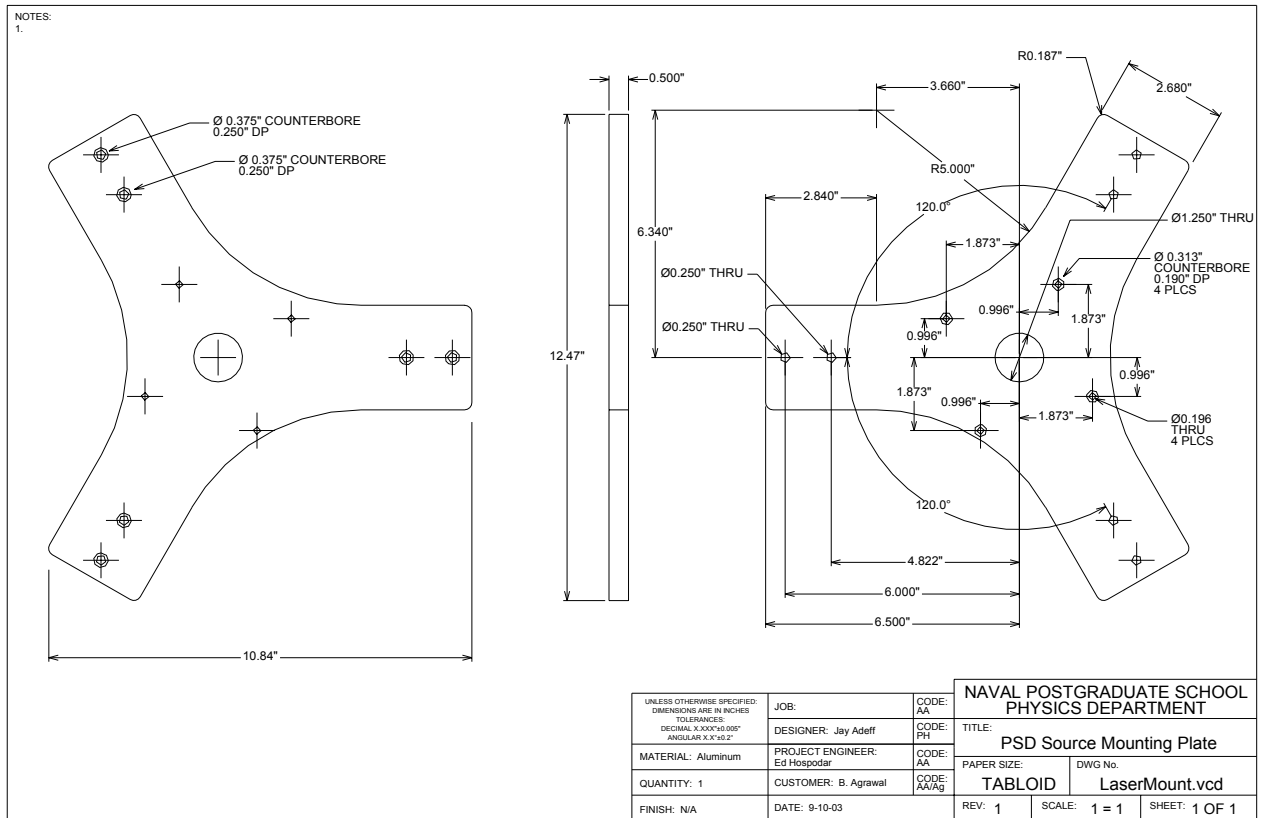 NOTES:
1.
Ø 0.375" COUNTERBORE
0.250" DP
Ø 0.375" COUNTERBORE
0.250" DP
10.84"
0.500"
12.47"
6.340"
3.660"
R0.187"
2.680"
R5.000"
2.840"
120.0°
1.873"
Ø1.250" THRU
Ø0.250" THRU
Ø 0.313"
COUNTERBORE
0.190" DP
4 PLCS
0.996"
1.873"
Ø0.250" THRU
0.996"
0.996"
1.873"
0.996"
1.873"
Ø0.196
THRU
4 PLCS
120.0°
4.822"
6.000"
6.500"
UNLESS OTHERWISE SPECIFIED:
DIMENSIONS ARE IN INCHES
TOLERANCES:
DECIMAL X.XXX"±0.005"
ANGULAR X.X°±0.2°
MATERIAL: Aluminum
QUANTITY: 1
FINISH: N/A
JOB:
CODE:
AA
DESIGNER: Jay Adeff
CODE:
PH
PROJECT ENGINEER:
Ed Hospodar
CODE:
AA
CUSTOMER: B. Agrawal
CODE:
AA/Ag
DATE: 9-10-03
NAVAL POSTGRADUATE SCHOOL
PHYSICS DEPARTMENT
TITLE:
PSD Source Mounting Plate
PAPER SIZE:
TABLOID
DWG No.
LaserMount.vcd
REV: 1
SCALE: 1 = 1
SHEET: 1 OF 1